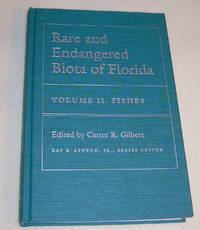 Rare and
Endangered
Biota of Florida
VOLUME II. FISHES
Edited by Carter R. Gilbert
RAY E. ASHTON, JR., SERIES EDITOR